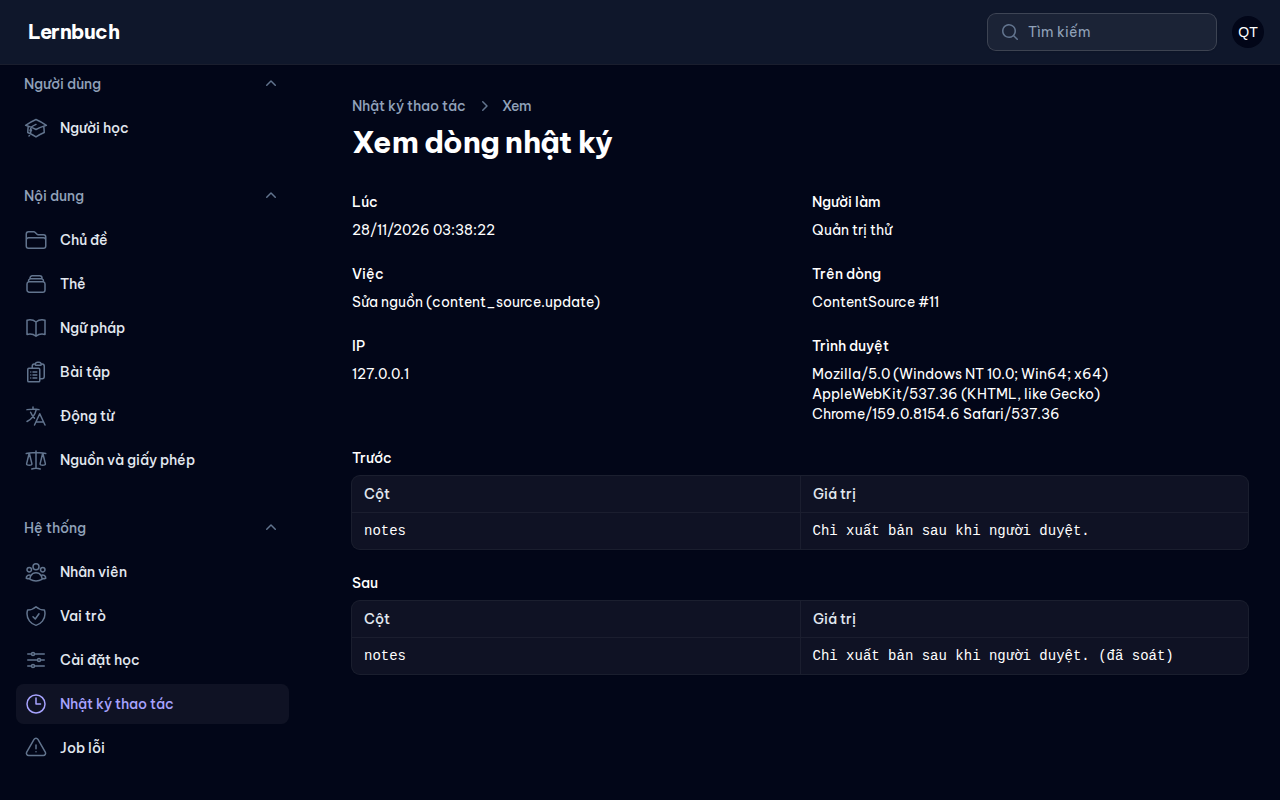 Lernbuch
Tìm kiếm
QT
Người dùng
Người học
Nội dung
Chủ đề
Thẻ
Ngữ pháp
Bài tập
Động từ
Nguồn và giấy phép
Hệ thống
Nhân viên
Vai trò
Cài đặt học
Nhật ký thao tác
Job lỗi
Nhật ký thao tác
Xem
Xem dòng nhật ký
Lúc
28/11/2026 03:38:22
Người làm
Quản trị thử
Việc
Sửa nguồn (content_source.update)
Trên dòng
ContentSource #11
IP
127.0.0.1
Trình duyệt
Mozilla/5.0 (Windows NT 10.0; Win64; x64)
AppleWebKit/537.36 (KHTML, like Gecko)
Chrome/159.0.8154.6 Safari/537.36
Trước
Cột Giá trị
notes Chỉ xuất bản sau khi người duyệt.
Sau
Cột Giá trị
notes Chỉ xuất bản sau khi người duyệt. (đã soát)